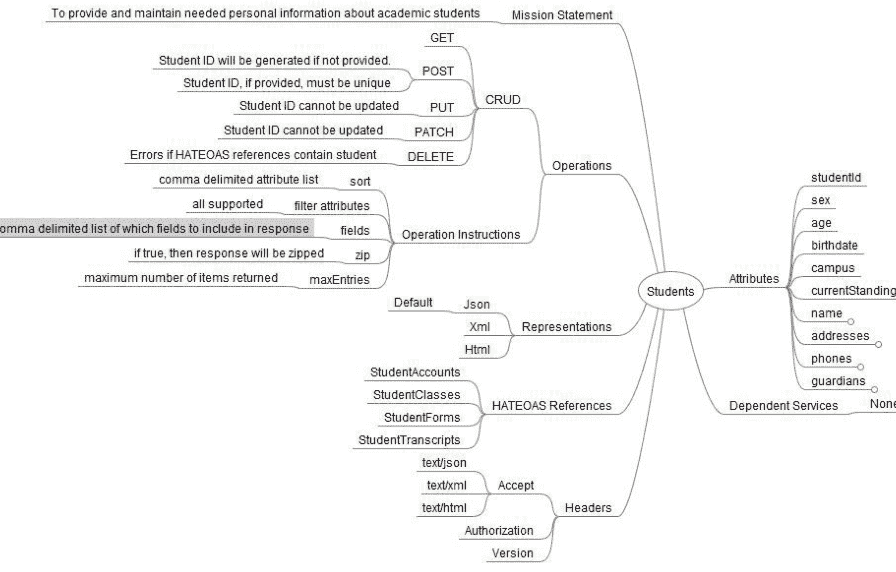 To provide and maintain needed personal information about academic students
Mission Statement
GET
Student ID will be generated if not provided.
Student ID, if provided, must be unique
POST
Student ID cannot be updated
PUT
Student ID cannot be updated
PATCH
Errors if HATEOAS references contain student
DELETE
CRUD
Operations
comma delimited attribute list
sort
all supported
filter attributes
omma delimited list of which fields to include in response
fields
if true, then response will be zipped
zip
maximum number of items returned
maxEntries
Operation Instructions
Default
Json
Xml
Html
Representations
StudentAccounts
StudentClasses
StudentForms
StudentTranscripts
HATEOAS References
text/json
text/xml
text/html
Accept
Authorization
Version
Headers
Students
Attributes
studentId
sex
age
birthdate
campus
currentStanding
name
addresses
phones
guardians
Dependent Services
None